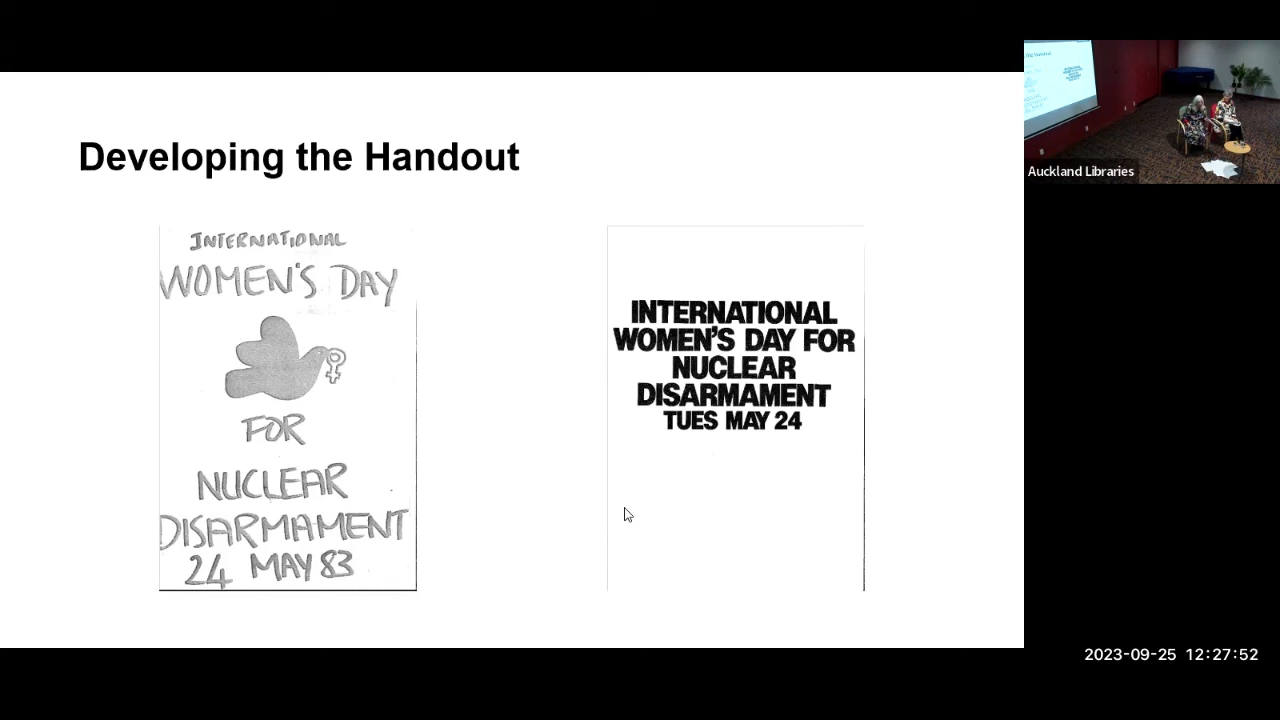 Developing the Handout
INTERNATIONAL
WOMEN'S DAY
FOR
NUCLEAR
DISARMAMENT
24 MAY 83
INTERNATIONAL
WOMEN'S DAY FOR
NUCLEAR
DISARMAMENT
TUES MAY 24
Auckland Libraries
2023-09-25 12:27:52